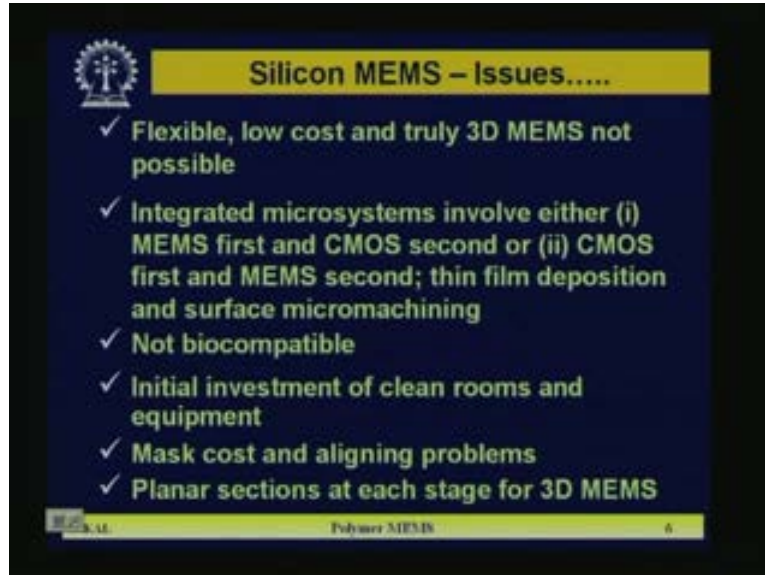 Silicon MEMS – Issues.....
Flexible, low cost and truly 3D MEMS not
possible
Integrated microsystems involve either (i)
MEMS first and CMOS second or (ii) CMOS
first and MEMS second; thin film deposition
and surface micromachining
Not biocompatible
Initial investment of clean rooms and
equipment
Mask cost and aligning problems
Planar sections at each stage for 3D MEMS
KAL
Polymer MEMS
6